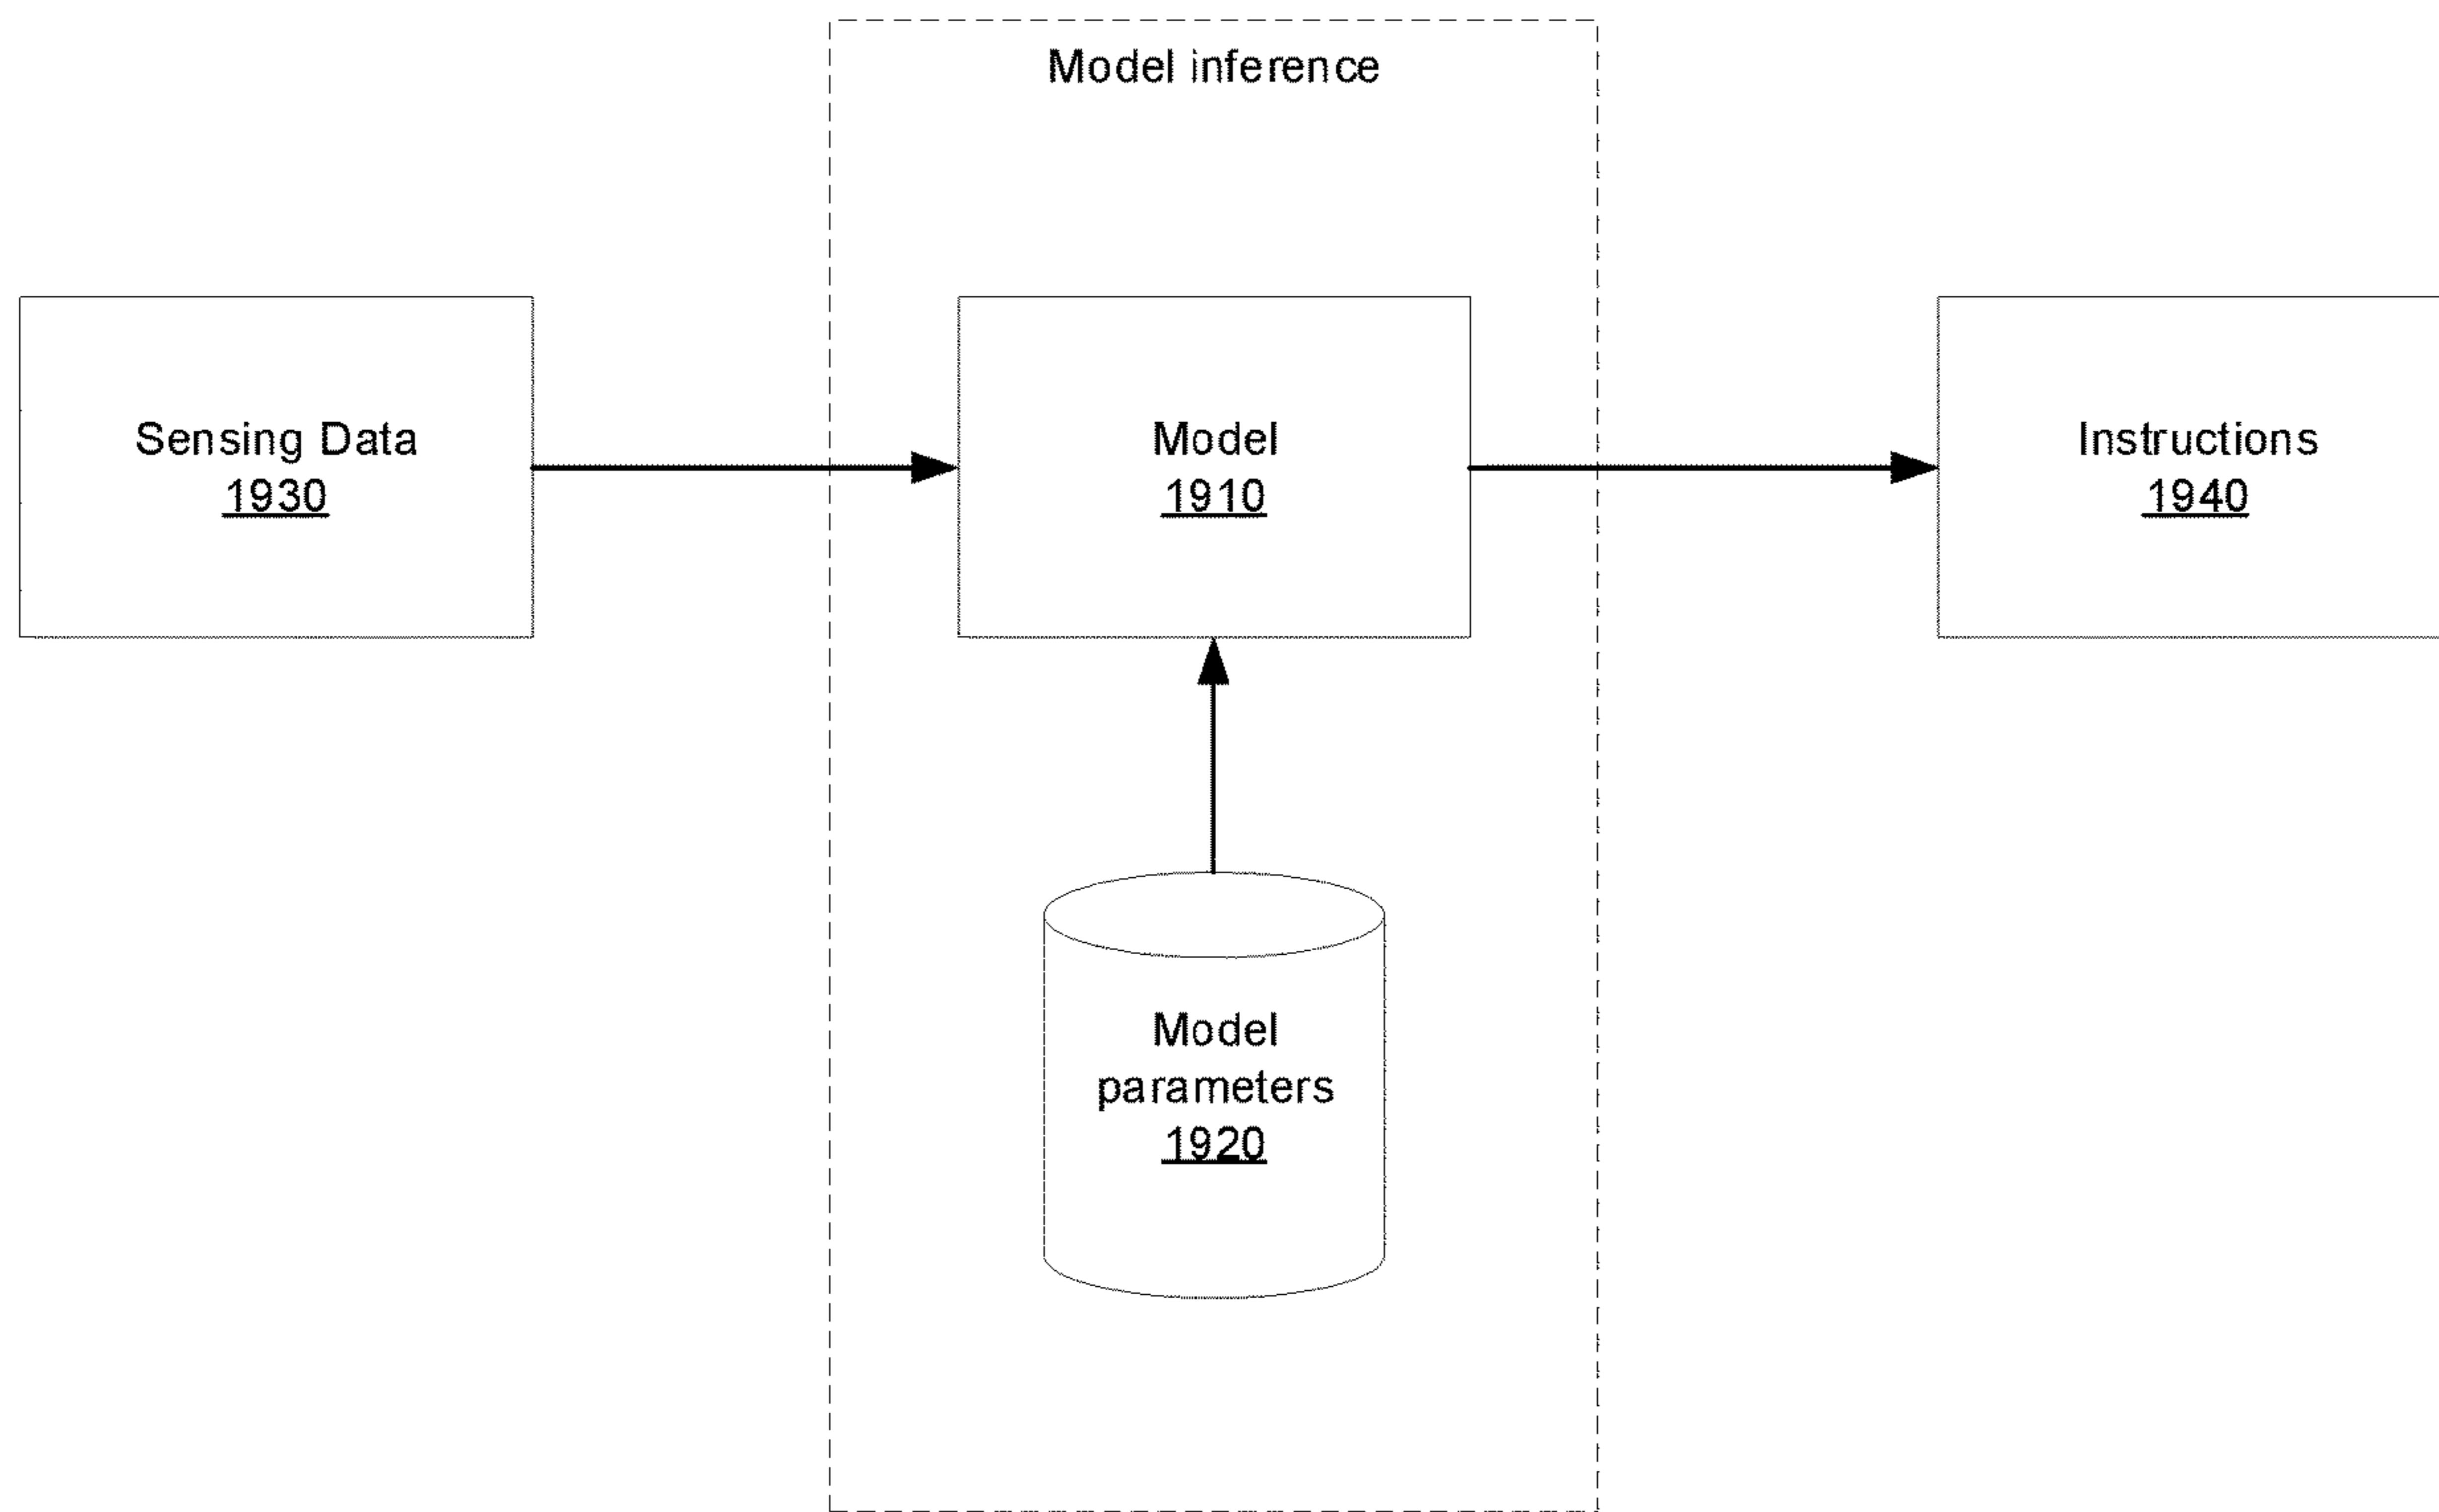 Model inference
Sensing Data
1930
Model
1910
Instructions
1940
Model
parameters
1920